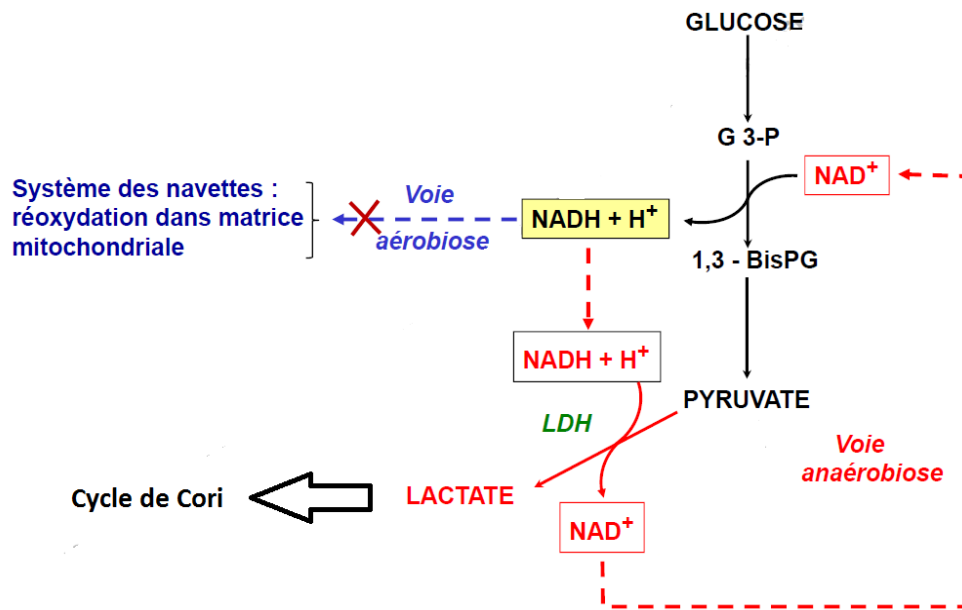 GLUCOSE
G 3-P
NAD+
Système des navettes :
réoxydation dans matrice
mitochondriale
Voie
aérobiose
NADH + H+
1,3 - BisPG
NADH + H+
PYRUVATE
LDH
Voie
anaérobiose
Cycle de Cori
LACTATE
NAD+